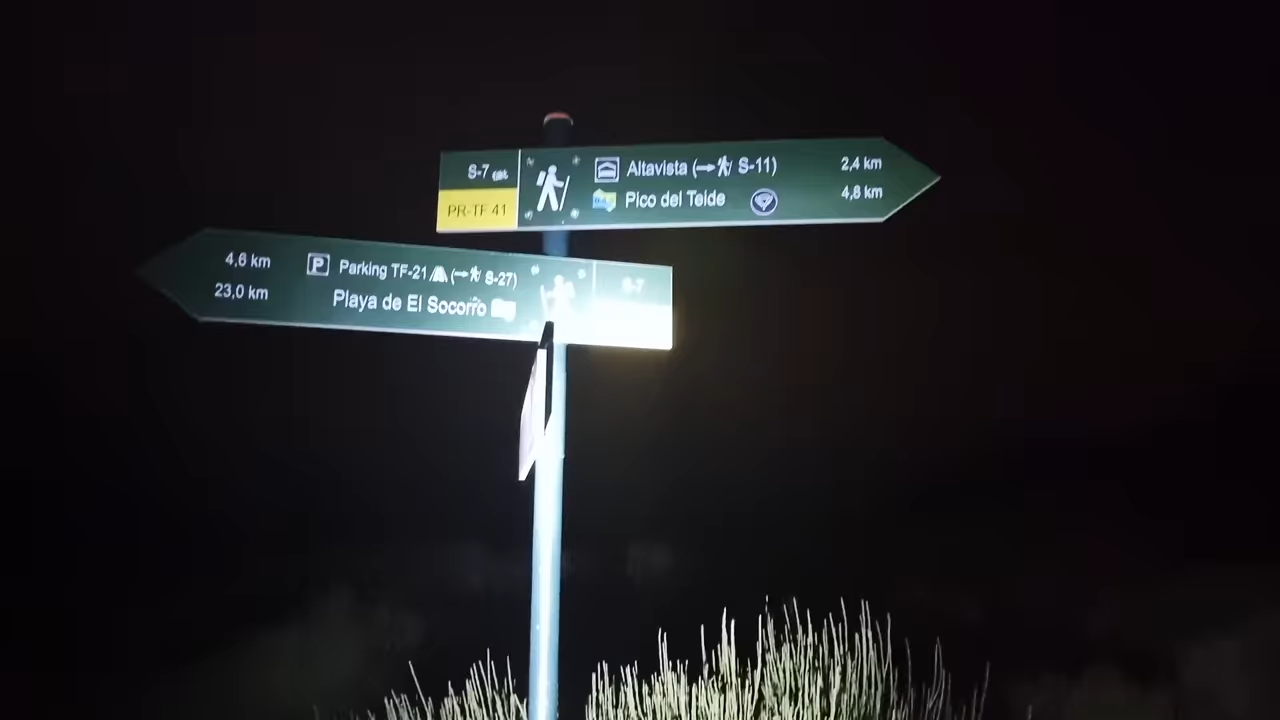 S-7
PR-TF 41
Altavista (→ S-11) 2,4 km
Pico del Teide 4,8 km
4,6 km P Parking TF-21 (→ S-27)
23,0 km Playa de El Socorro
S-7